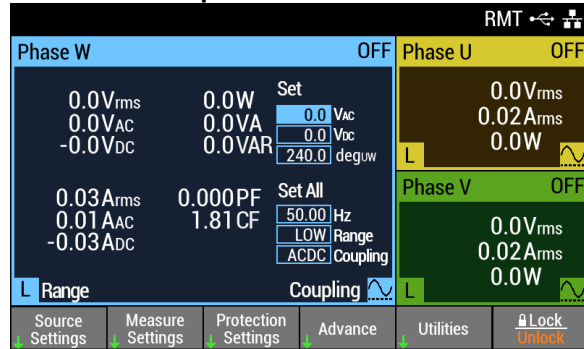 RMT
Phase W OFF
0.0Vrms 0.0W
0.0VAC 0.0VA
-0.0VDC 0.0VAR
Set
0.0 VAC
0.0 VDC
240.0 degUW
0.03Arms 0.000PF
0.01AAC 1.81CF
-0.03ADC
Set All
50.00 Hz
LOW Range
ACDC Coupling
L Range Coupling
Phase U OFF
0.0Vrms
0.02Arms
0.0W
L
Phase V OFF
0.0Vrms
0.02Arms
0.0W
L
Source Settings
Measure Settings
Protection Settings
Advance
Utilities
Lock
Unlock